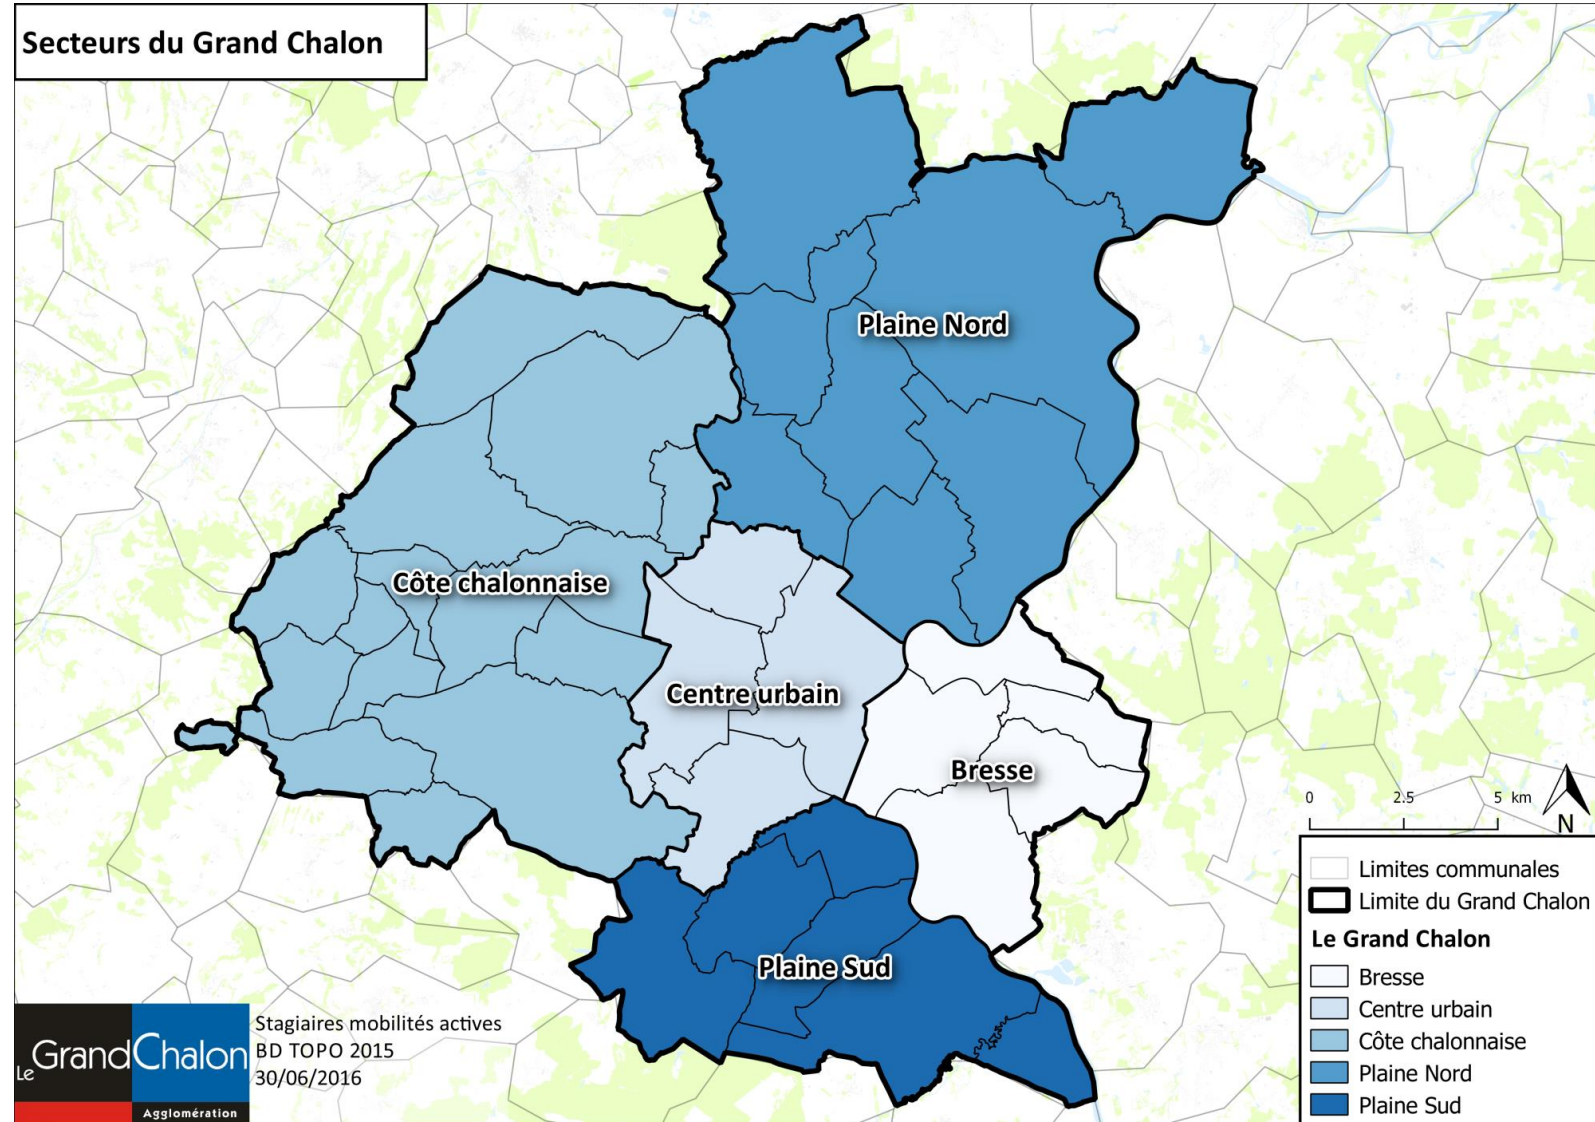 Secteurs du Grand Chalon
Plaine Nord
Côte chalonnaise
Centre urbain
Bresse
Plaine Sud
0 2.5 5 km
N
Limites communales
Limite du Grand Chalon
Le Grand Chalon
Bresse
Centre urbain
Côte chalonnaise
Plaine Nord
Plaine Sud
Le GrandChalon
Agglomération
Stagiaires mobilités actives
BD TOPO 2015
30/06/2016